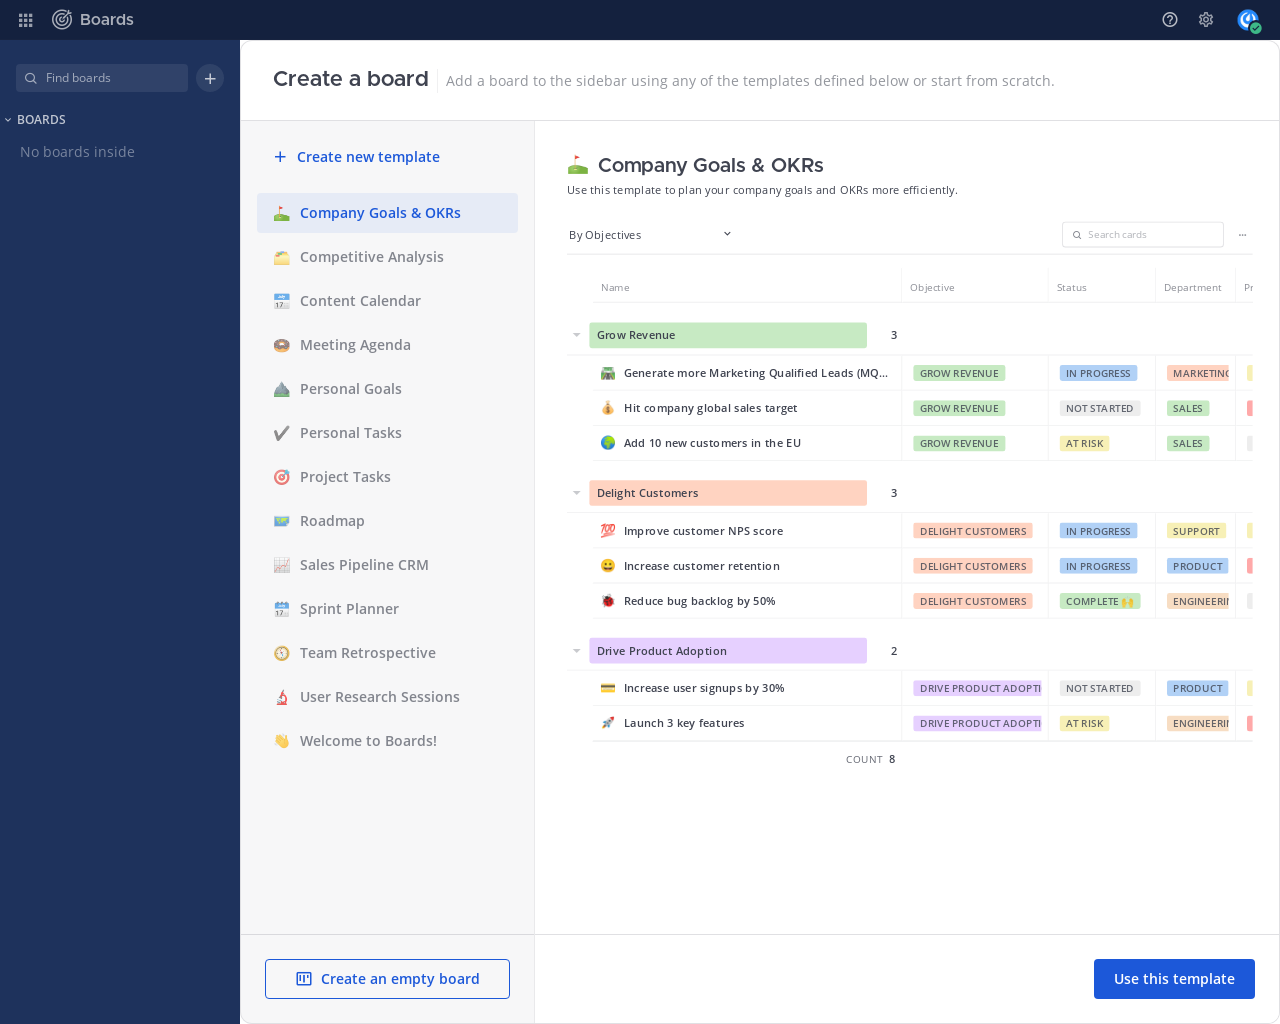 Boards
Find boards
BOARDS
No boards inside
Create a board
Add a board to the sidebar using any of the templates defined below or start from scratch.
Create new template
Company Goals & OKRs
Competitive Analysis
Content Calendar
Meeting Agenda
Personal Goals
Personal Tasks
Project Tasks
Roadmap
Sales Pipeline CRM
Sprint Planner
Team Retrospective
User Research Sessions
Welcome to Boards!
Create an empty board
Company Goals & OKRs
Use this template to plan your company goals and OKRs more efficiently.
By Objectives
Search cards
Name Objective Status Department Pr
Grow Revenue 3
Generate more Marketing Qualified Leads (MQ... GROW REVENUE IN PROGRESS MARKETING
Hit company global sales target GROW REVENUE NOT STARTED SALES
Add 10 new customers in the EU GROW REVENUE AT RISK SALES
Delight Customers 3
Improve customer NPS score DELIGHT CUSTOMERS IN PROGRESS SUPPORT
Increase customer retention DELIGHT CUSTOMERS IN PROGRESS PRODUCT
Reduce bug backlog by 50% DELIGHT CUSTOMERS COMPLETE 🙌 ENGINEERIN
Drive Product Adoption 2
Increase user signups by 30% DRIVE PRODUCT ADOPTI NOT STARTED PRODUCT
Launch 3 key features DRIVE PRODUCT ADOPTI AT RISK ENGINEERIN
COUNT 8
Use this template